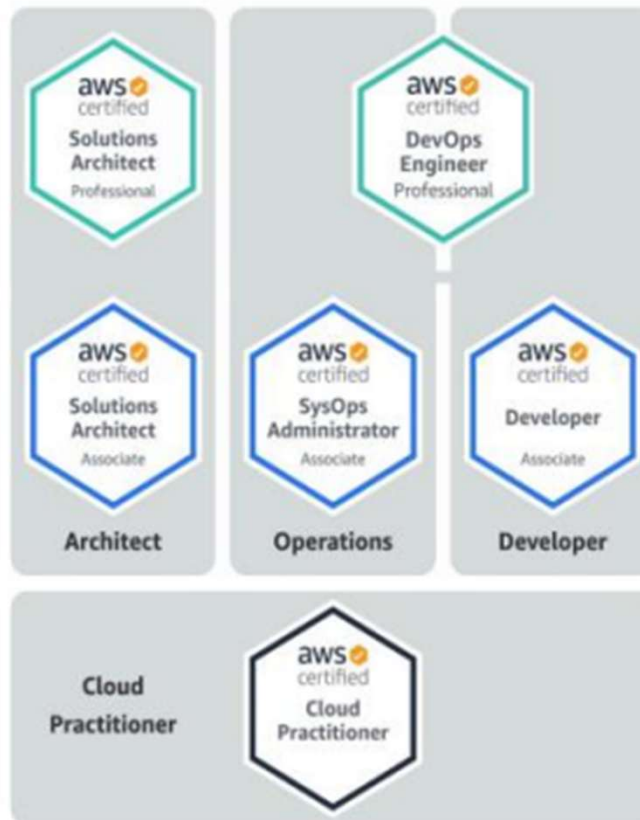 aws
certified
Solutions
Architect
Professional
aws
certified
DevOps
Engineer
Professional
aws
certified
Solutions
Architect
Associate
aws
certified
SysOps
Administrator
Associate
aws
certified
Developer
Associate
Architect
Operations
Developer
Cloud
Practitioner
aws
certified
Cloud
Practitioner